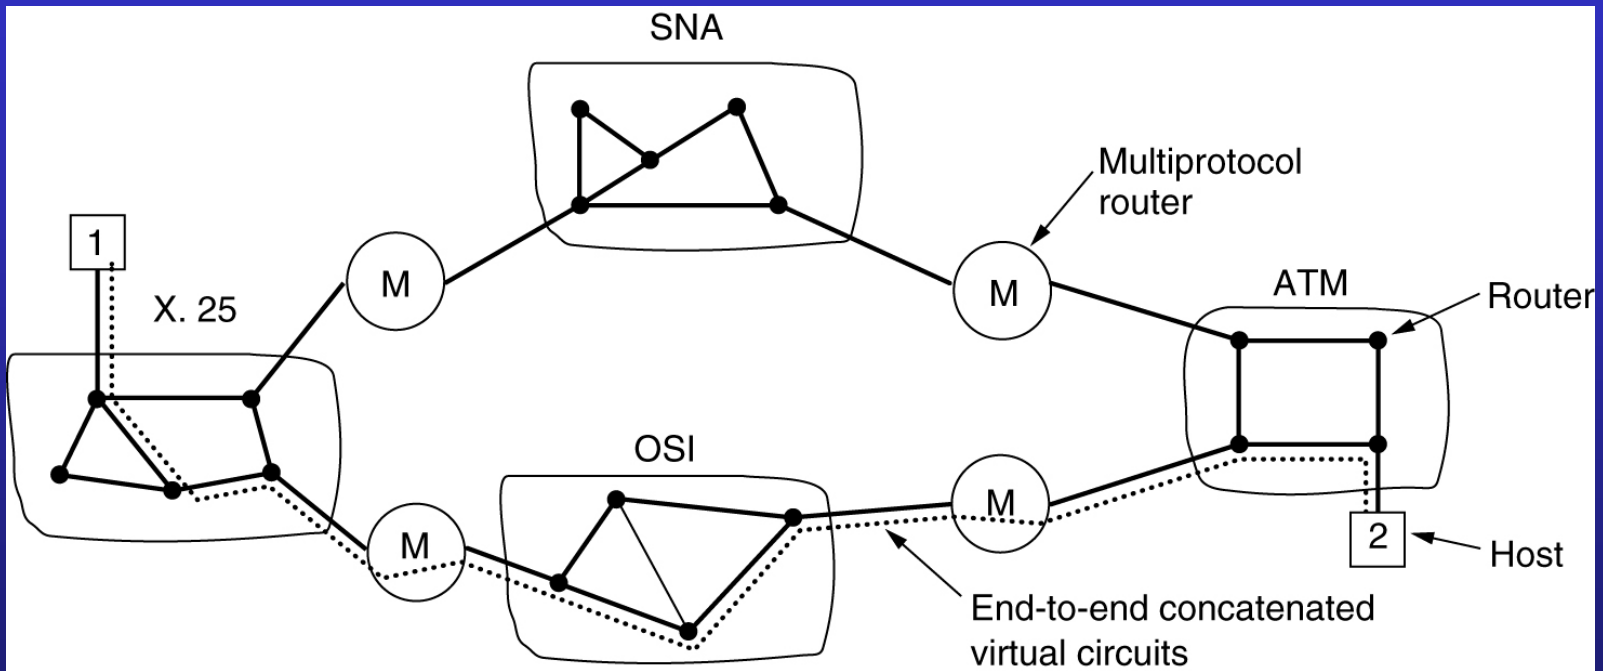 SNA
Multiprotocol
router
1
X. 25
M
M
ATM
Router
OSI
M
M
2
Host
End-to-end concatenated
virtual circuits